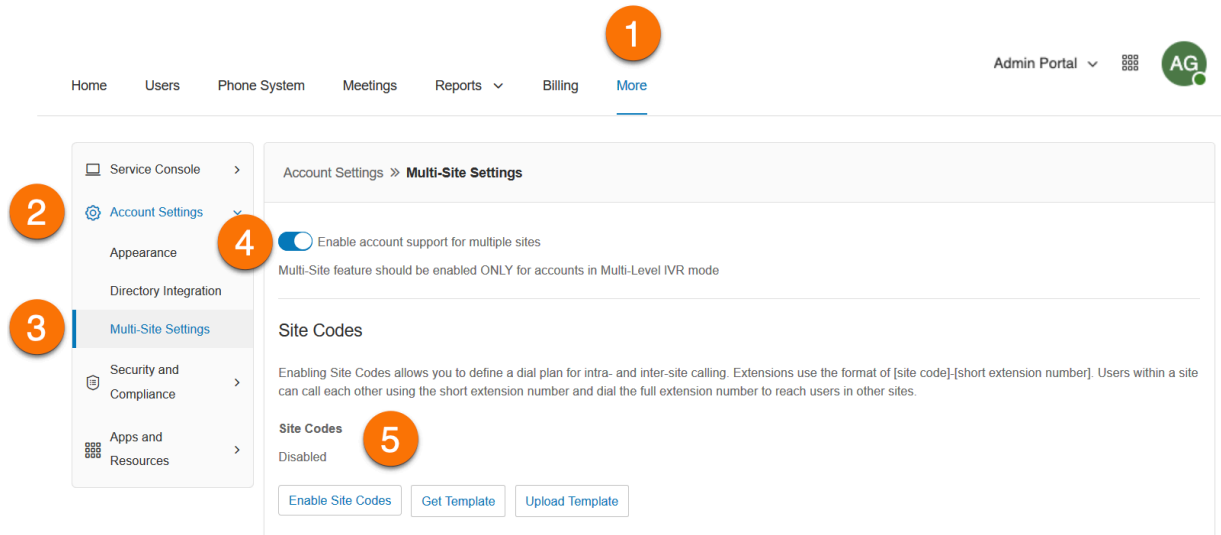 1
Admin Portal
AG
Home Users Phone System Meetings Reports Billing More
Service Console
Account Settings » Multi-Site Settings
2
Account Settings
4
Enable account support for multiple sites
Appearance
Multi-Site feature should be enabled ONLY for accounts in Multi-Level IVR mode
Directory Integration
3
Multi-Site Settings
Site Codes
Security and
Compliance
Enabling Site Codes allows you to define a dial plan for intra- and inter-site calling. Extensions use the format of [site code]-[short extension number]. Users within a site
can call each other using the short extension number and dial the full extension number to reach users in other sites.
Apps and
Resources
Site Codes
5
Disabled
Enable Site Codes Get Template Upload Template